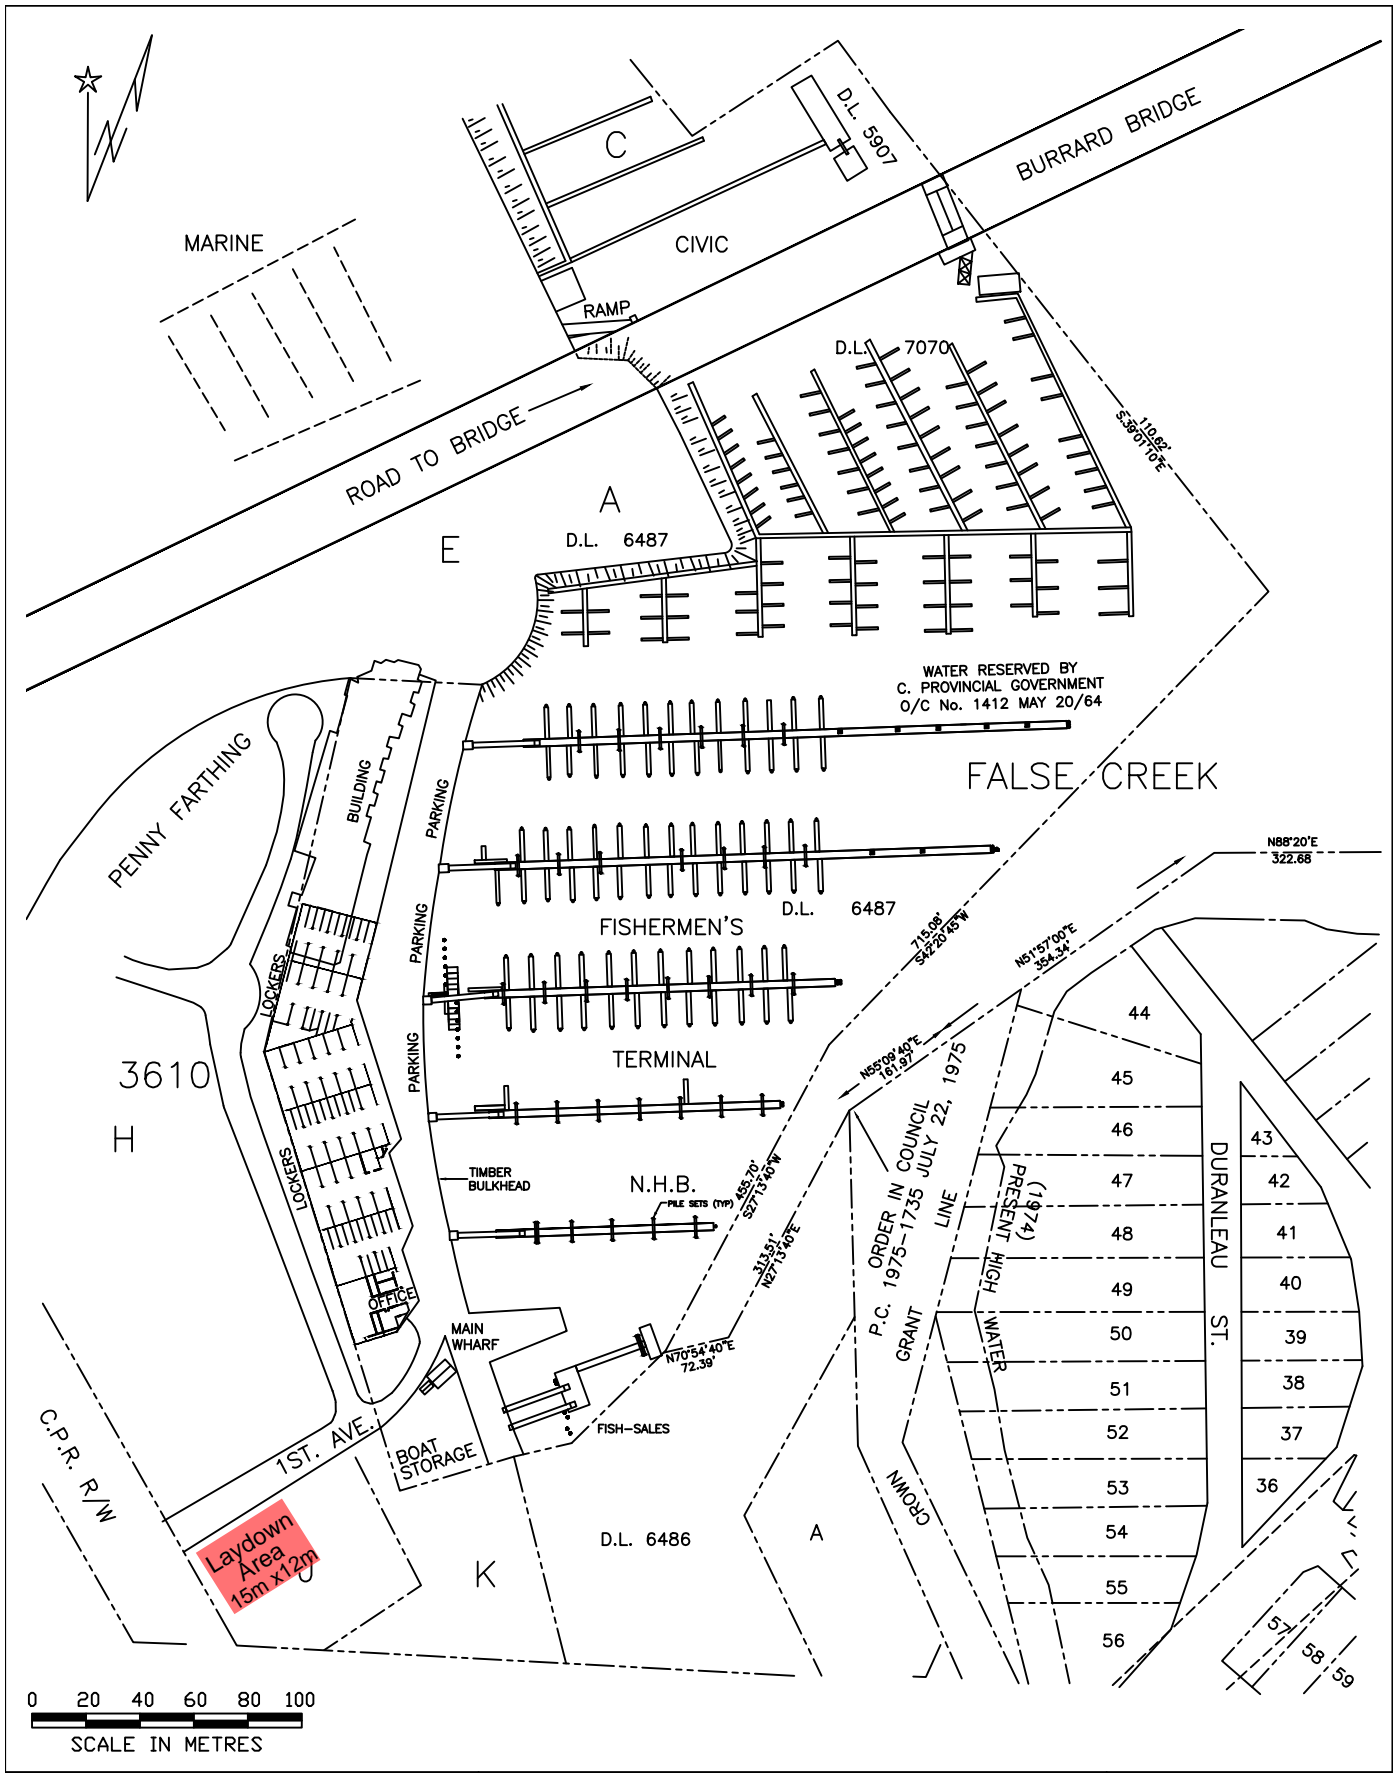 BURRARD BRIDGE
D.L. 5907
C
MARINE
CIVIC
RAMP
D.L. 7070
ROAD TO BRIDGE
110.62'
S.39°01'10"E
A
D.L. 6487
E
WATER RESERVED BY
C. PROVINCIAL GOVERNMENT
O/C No. 1412 MAY 20/64
PENNY FARTHING
BUILDING
PARKING
FALSE CREEK
N88°20'E
322.68
D.L. 6487
FISHERMEN'S
PARKING
715.08'
S42°20'45"W
N51°57'00"E
354.34'
LOCKERS
44
TERMINAL
PARKING
N55°09'40"E
161.97'
3610
H
45
46
43
47
42
48
41
49
40
50
39
51
38
52
37
53
36
54
55
56
57
58
59
DURANLEAU ST.
ORDER IN COUNCIL
P.C. 1975-1735 JULY 22, 1975
(1974)
PRESENT HIGH WATER
CROWN GRANT LINE
LOCKERS
TIMBER
BULKHEAD
N.H.B.
PILE SETS (TYP)
455.70'
S27°13'40"W
313.51'
N27°13'40"E
OFFICE
MAIN
WHARF
N70°54'40"E
72.39'
FISH-SALES
C.P.R. R/W
1ST. AVE.
BOAT
STORAGE
Laydown
Area
15m x12m
J
K
D.L. 6486
A
0 20 40 60 80 100
SCALE IN METRES